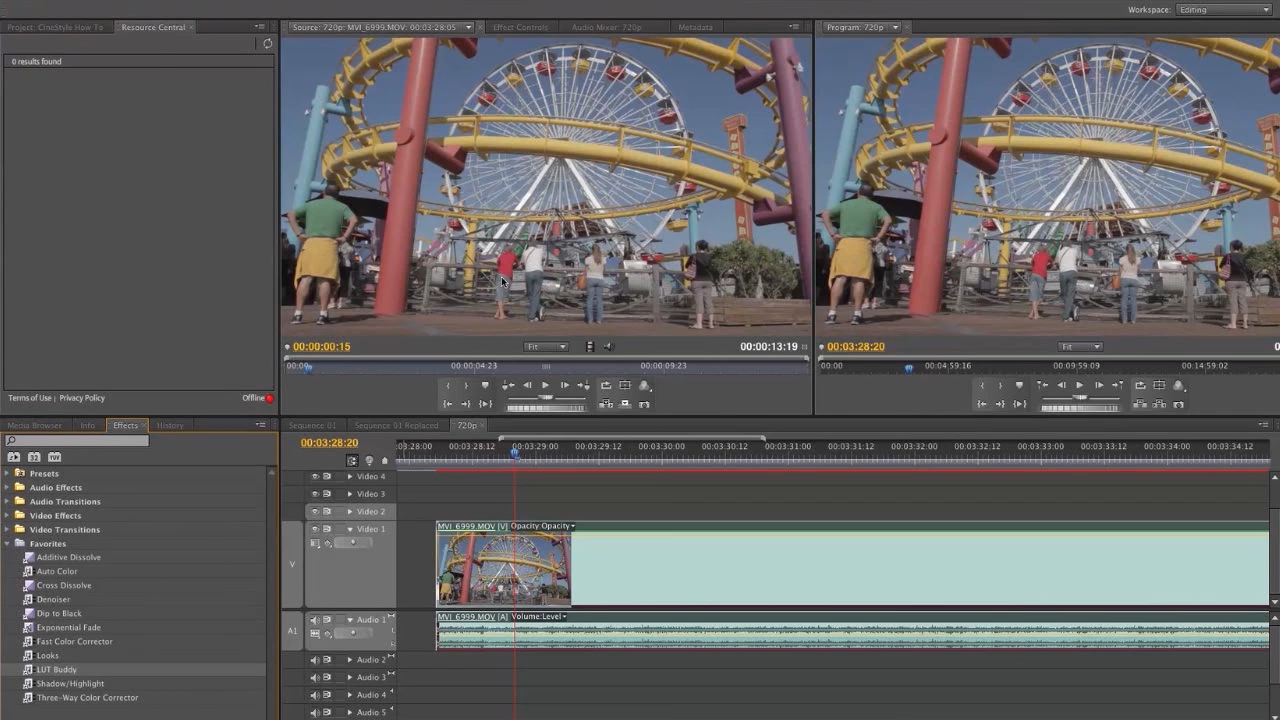 Workspace: Editing
Project: CineStyle How To
Resource Central
Source: 720p: MVI_6999.MOV: 00:03:28:05
Effect Controls
Audio Mixer: 720p
Metadata
Program: 720p
0 results found
00:00:00:15
Fit
00:00:13:19
00:03:28:20
Fit
00:00
00:00:04:23
00:00:09:23
00:00
00:04:59:16
00:09:59:09
00:14:59:02
Terms of Use | Privacy Policy
Offline
Media Browser
Info
Effects
History
Sequence 01
Sequence 01 Replaced
720p
00:03:28:20
:03:28:00
00:03:28:12
00:03:29:00
00:03:29:12
00:03:30:00
00:03:30:12
00:03:31:00
00:03:31:12
00:03:32:00
00:03:32:12
00:03:33:00
00:03:33:12
00:03:34:00
00:03:34:12
Presets
Audio Effects
Audio Transitions
Video Effects
Video Transitions
Favorites
Additive Dissolve
Auto Color
Cross Dissolve
Denoiser
Dip to Black
Exponential Fade
Fast Color Corrector
Looks
LUT Buddy
Shadow/Highlight
Three-Way Color Corrector
Video 4
Video 3
Video 2
Video 1
MVI_6999.MOV [V] Opacity:Opacity
V
A1
Audio 1
MVI_6999.MOV [A] Volume:Level
L
R
Audio 2
Audio 3
Audio 4
Audio 5